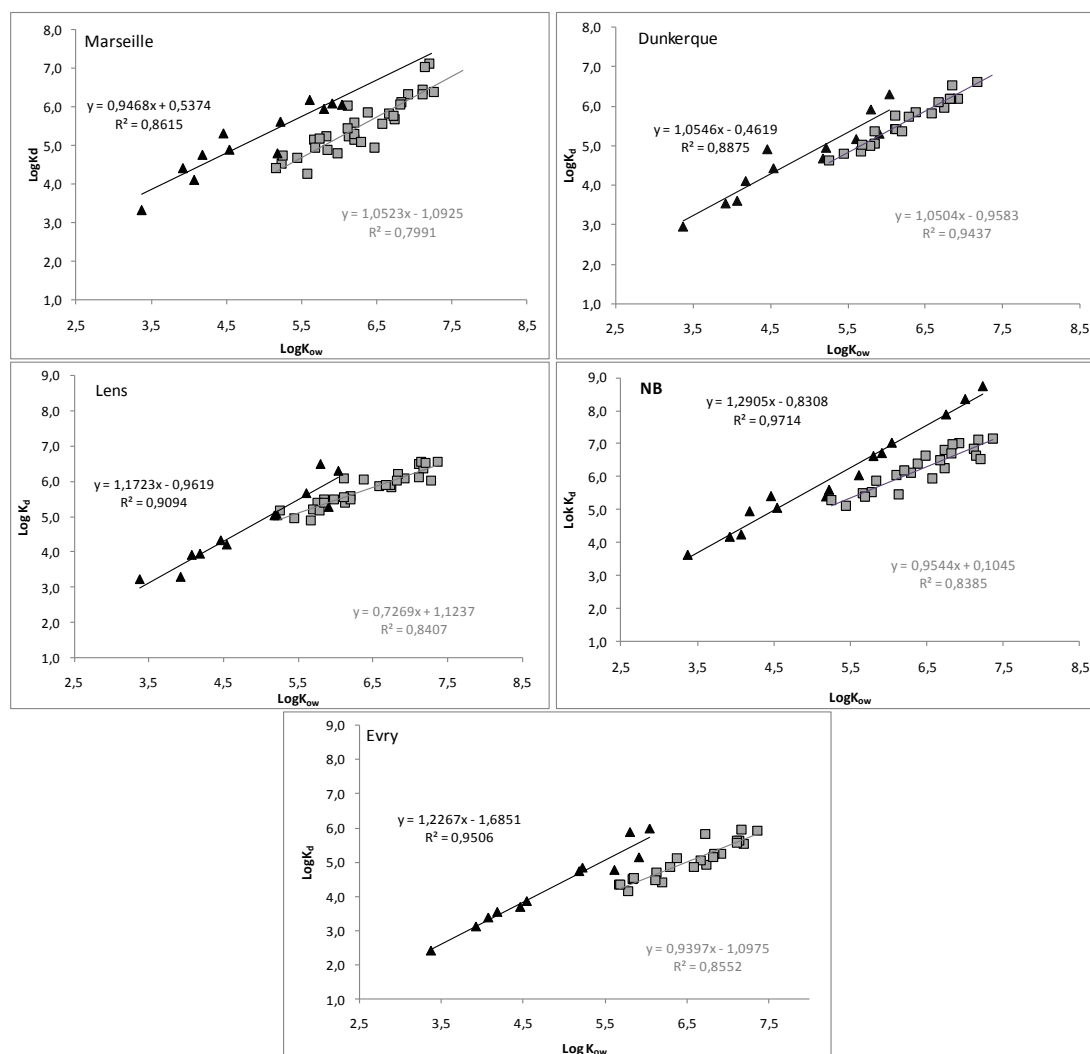 Marseille
8,0
7,0
6,0
5,0
4,0
3,0
2,0
1,0
LogKd
y = 0,9468x + 0,5374
R² = 0,8615
y = 1,0523x - 1,0925
R² = 0,7991
2,5 3,5 4,5 5,5 6,5 7,5 8,5
LogKow
Dunkerque
8,0
7,0
6,0
5,0
4,0
3,0
2,0
1,0
LogKd
y = 1,0546x - 0,4619
R² = 0,8875
y = 1,0504x - 0,9583
R² = 0,9437
2,5 3,5 4,5 5,5 6,5 7,5 8,5
LogKow
Lens
9,0
8,0
7,0
6,0
5,0
4,0
3,0
2,0
1,0
Log Kd
y = 1,1723x - 0,9619
R² = 0,9094
y = 0,7269x + 1,1237
R² = 0,8407
2,5 3,5 4,5 5,5 6,5 7,5 8,5
LogKow
NB
9,0
8,0
7,0
6,0
5,0
4,0
3,0
2,0
1,0
Lok Kd
y = 1,2905x - 0,8308
R² = 0,9714
y = 0,9544x + 0,1045
R² = 0,8385
2,5 3,5 4,5 5,5 6,5 7,5 8,5
LogKow
Evry
9,0
8,0
7,0
6,0
5,0
4,0
3,0
2,0
1,0
LogKd
y = 1,2267x - 1,6851
R² = 0,9506
y = 0,9397x - 1,0975
R² = 0,8552
2,5 3,5 4,5 5,5 6,5 7,5
Log Kow